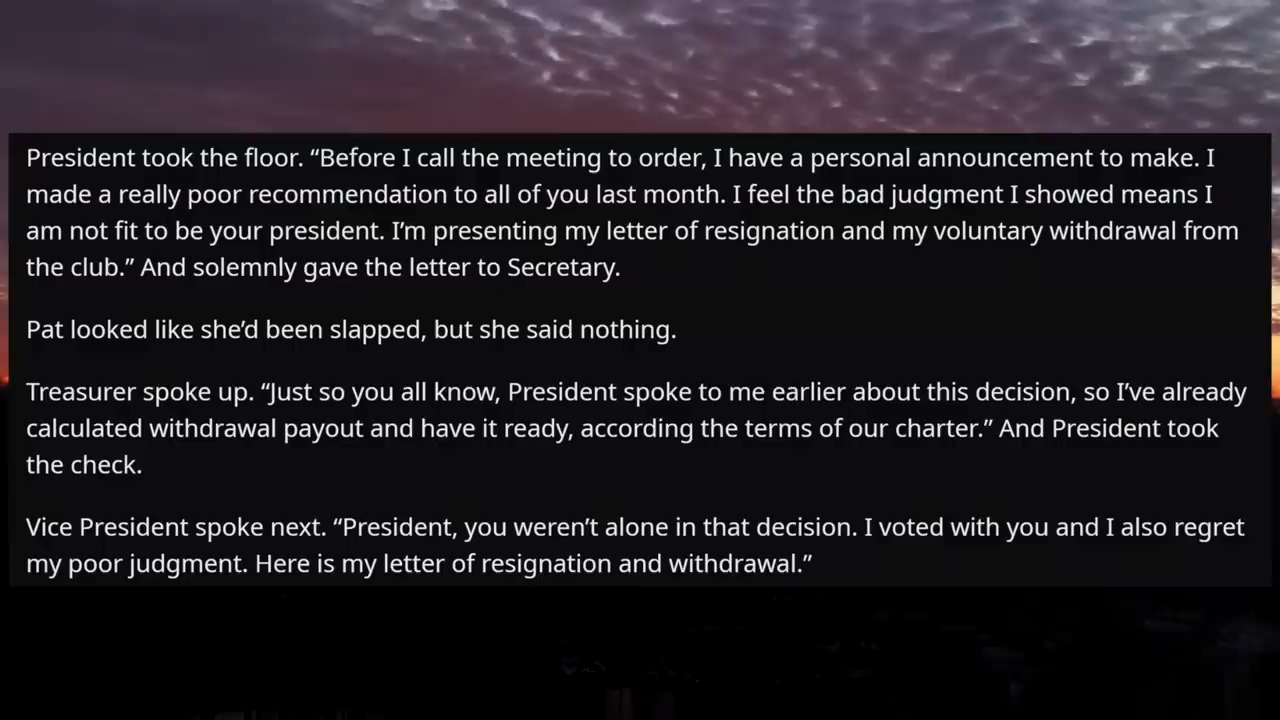 President took the floor. “Before I call the meeting to order, I have a personal announcement to make. I
made a really poor recommendation to all of you last month. I feel the bad judgment I showed means I
am not fit to be your president. I’m presenting my letter of resignation and my voluntary withdrawal from
the club.” And solemnly gave the letter to Secretary.
Pat looked like she’d been slapped, but she said nothing.
Treasurer spoke up. “Just so you all know, President spoke to me earlier about this decision, so I’ve already
calculated withdrawal payout and have it ready, according the terms of our charter.” And President took
the check.
Vice President spoke next. “President, you weren’t alone in that decision. I voted with you and I also regret
my poor judgment. Here is my letter of resignation and withdrawal.”